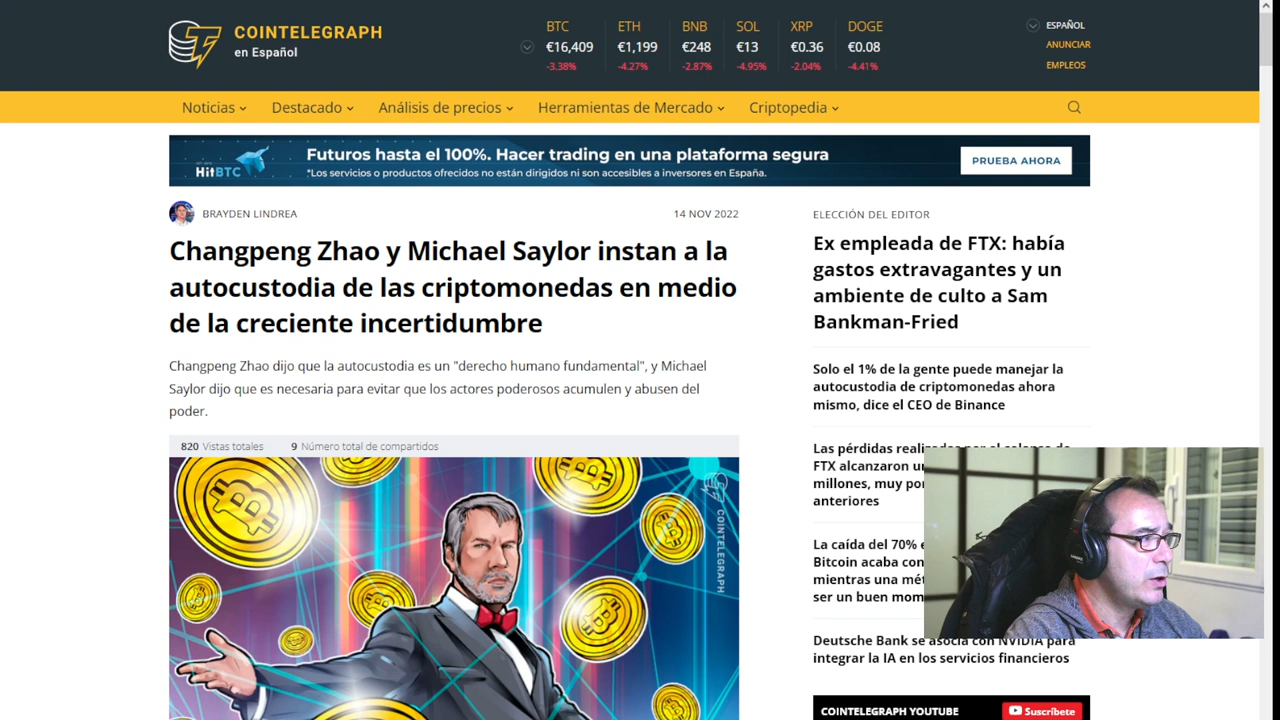 COINTELEGRAPH
en Español
BTC
€16,409
-3.38%
ETH
€1,199
-4.27%
BNB
€248
-2.87%
SOL
€13
-4.95%
XRP
€0.36
-2.04%
DOGE
€0.08
-4.41%
ESPAÑOL
ANUNCIAR
EMPLEOS
Noticias
Destacado
Análisis de precios
Herramientas de Mercado
Criptopedia
HitBTC
Futuros hasta el 100%. Hacer trading en una plataforma segura
*Los servicios o productos ofrecidos no están dirigidos ni son accesibles a inversores en España.
PRUEBA AHORA
BRAYDEN LINDREA
14 NOV 2022
Changpeng Zhao y Michael Saylor instan a la
autocustodia de las criptomonedas en medio
de la creciente incertidumbre
Changpeng Zhao dijo que la autocustodia es un "derecho humano fundamental", y Michael
Saylor dijo que es necesaria para evitar que los actores poderosos acumulen y abusen del
poder.
820 Vistas totales
9 Número total de compartidos
COINTELEGRAPH
ELECCIÓN DEL EDITOR
Ex empleada de FTX: había
gastos extravagantes y un
ambiente de culto a Sam
Bankman-Fried
Solo el 1% de la gente puede manejar la
autocustodia de criptomonedas ahora
mismo, dice el CEO de Binance
Las pérdidas realizadas por el colapso de
FTX alcanzaron
millones, muy
anteriores
La caída del 70%
Bitcoin acaba
mientras una
ser un buen
Deutsche Bank se asocia con NVIDIA para
integrar la IA en los servicios financieros
COINTELEGRAPH YOUTUBE
Suscríbete